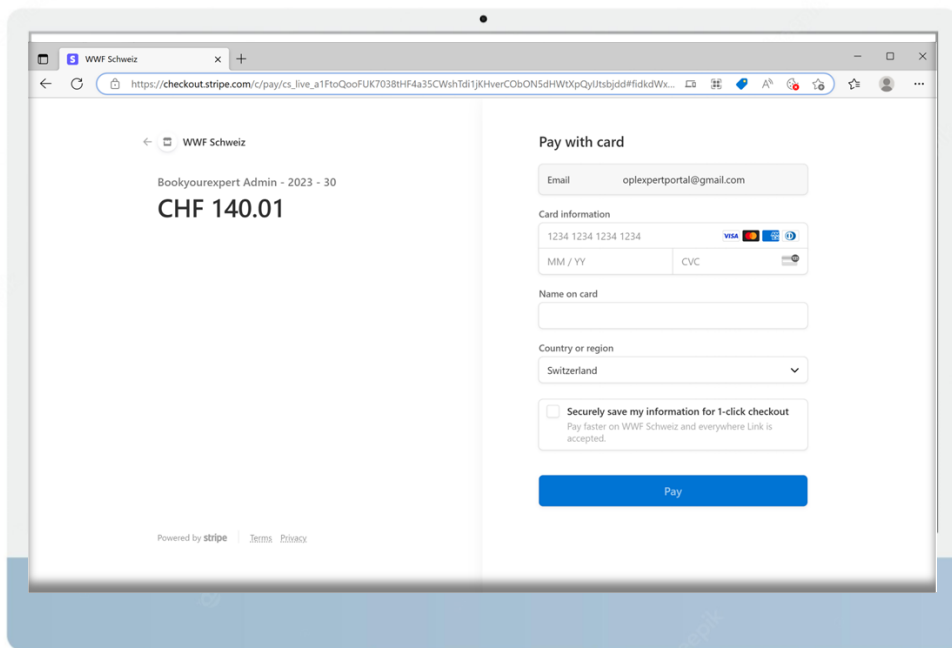 WWF Schweiz
https://checkout.stripe.com/c/pay/cs_live_a1FtoQooFUK7038tHF4a35CWshTdi1jKHverCObON5dHWtXpQylJtsbjdd#fidkdWx...
WWF Schweiz
Bookyourexpert Admin - 2023 - 30
CHF 140.01
Powered by stripe
Terms Privacy
Pay with card
Email oplexpertportal@gmail.com
Card information
1234 1234 1234 1234 VISA
MM / YY CVC
Name on card
Country or region
Switzerland
Securely save my information for 1-click checkout
Pay faster on WWF Schweiz and everywhere Link is
accepted.
Pay